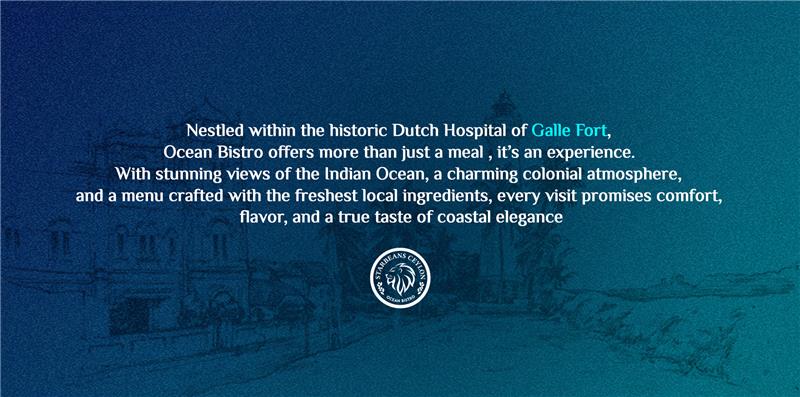 Nestled within the historic Dutch Hospital of Galle Fort,
Ocean Bistro offers more than just a meal , it's an experience.
With stunning views of the Indian Ocean, a charming colonial atmosphere,
and a menu crafted with the freshest local ingredients, every visit promises comfort,
flavor, and a true taste of coastal elegance
STARBEANS CEYLON
OCEAN BISTRO